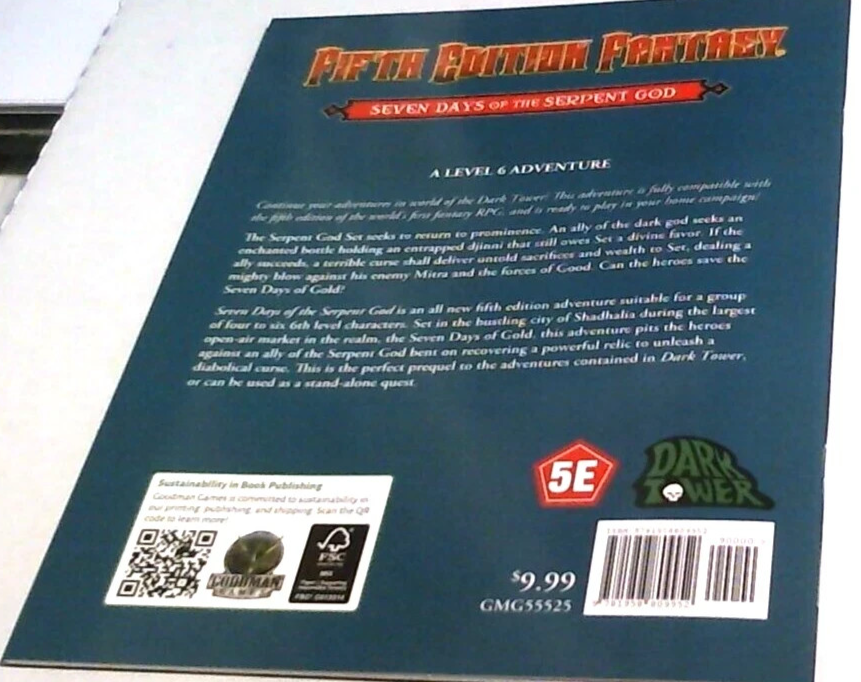 FIFTH EDITION FANTASY
SEVEN DAYS OF THE SERPENT GOD
A LEVEL 6 ADVENTURE
Continue your adventures in world of the Dark Tower! This adventure is fully compatible with
the fifth edition of the world's first fantasy RPG, and is ready to play in your home campaign!
The Serpent God Set seeks to return to prominence. An ally of the dark god seeks an
enchanted bottle holding an entrapped djinni that still owes Set a divine favor. If the
ally succeeds, a terrible curse shall deliver untold sacrifices and wealth to Set, dealing a
mighty blow against his enemy Mitra and the forces of Good. Can the heroes save the
Seven Days of Gold?
Seven Days of the Serpent God is an all new fifth edition adventure suitable for a group
of four to six 6th level characters. Set in the bustling city of Shadhalia during the largest
open-air market in the realm, the Seven Days of Gold, this adventure pits the heroes
against an ally of the Serpent God bent on recovering a powerful relic to unleash a
diabolical curse. This is the perfect prequel to the adventures contained in Dark Tower,
or can be used as a stand-alone quest.
5E
DARK
TOWER
Sustainability in Book Publishing
Goodman Games is committed to sustainability in
our printing, publishing, and shipping. Scan the QR
code to learn more!
GOODMAN
GAMES
FSC
$9.99
GMG55525